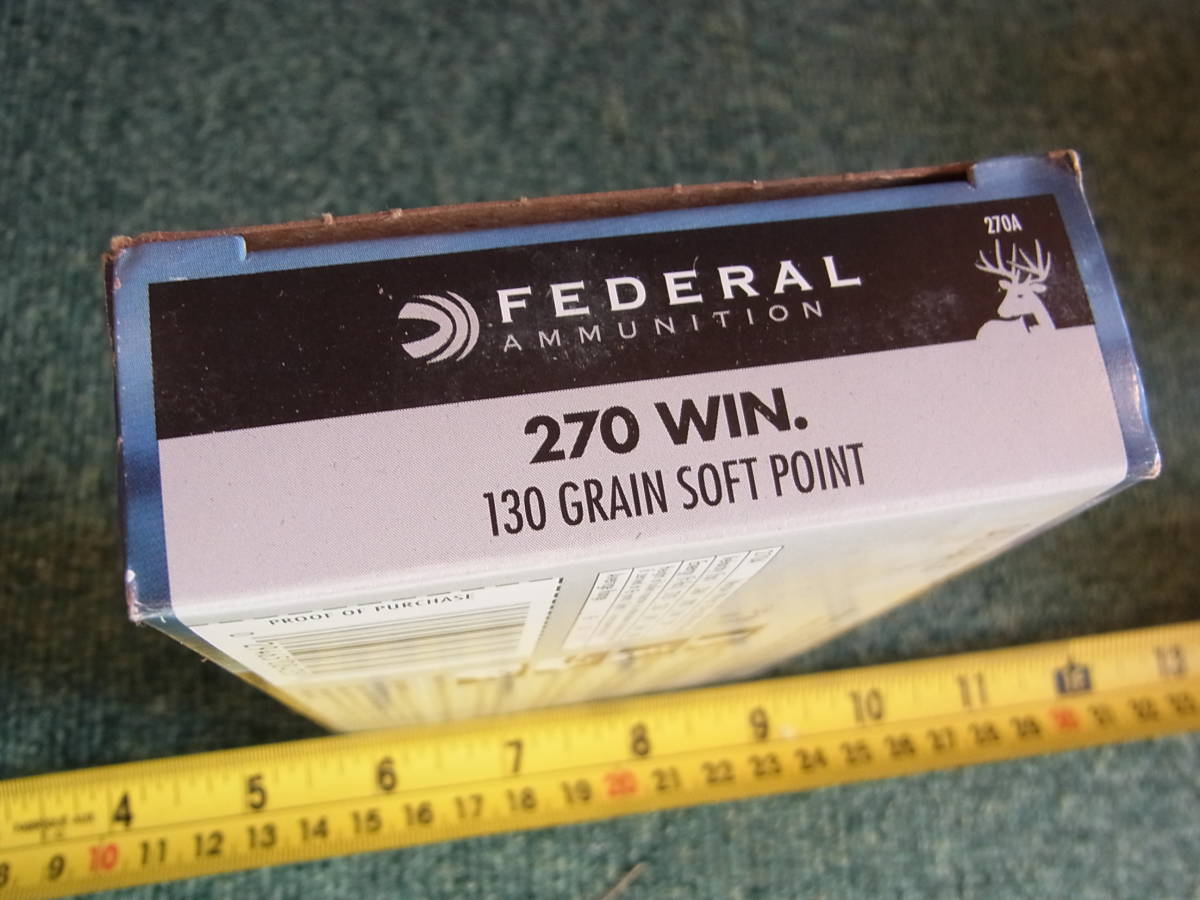 270A
FEDERAL
AMMUNITION
270 WIN.
130 GRAIN SOFT POINT
PROOF OF PURCHASE
4 5 6 7 8 9 10 11 12 13
9 10 11 12 13 14 15 16 17 18 19 20 21 22 23 24 25 26 27 28 29 30 31 32 33